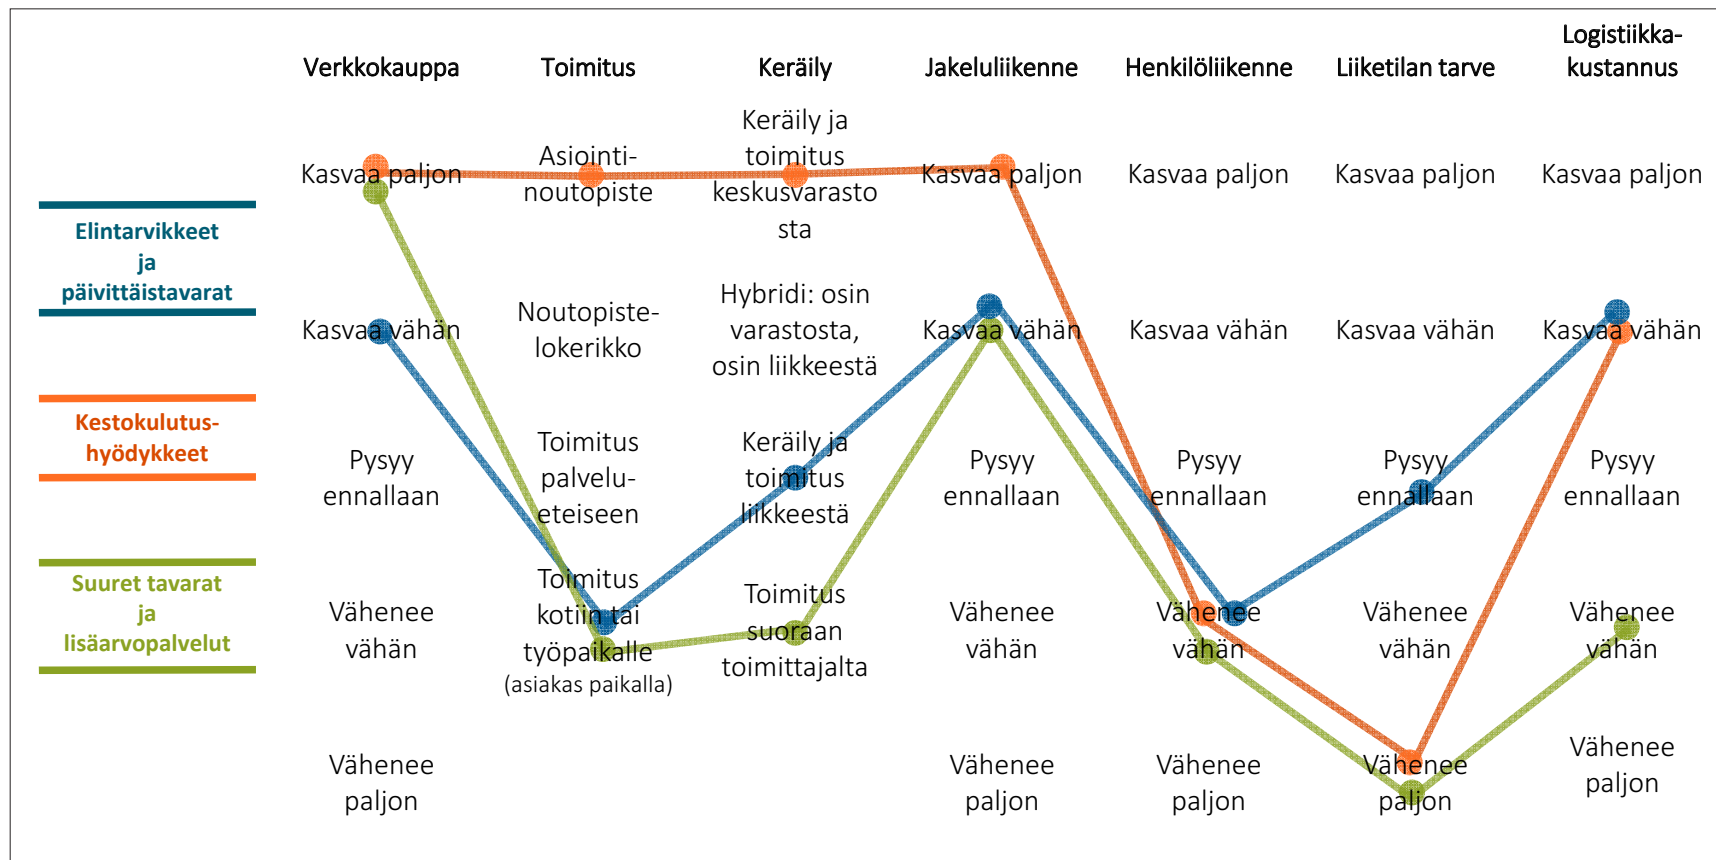 Verkkokauppa
Toimitus
Keräily
Jakeluliikenne
Henkilöliikenne
Liiketilan tarve
Logistiikka-
kustannus
Elintarvikkeet
ja
päivittäistavarat
Kestokulutus-
hyödykkeet
Suuret tavarat
ja
lisäarvopalvelut
Kasvaa paljon
Asiointi-
noutopiste
Keräily ja
toimitus
keskusvarasto
sta
Kasvaa paljon
Kasvaa paljon
Kasvaa paljon
Kasvaa paljon
Kasvaa vähän
Noutopiste-
lokerikko
Hybridi: osin
varastosta,
osin liikkeestä
Kasvaa vähän
Kasvaa vähän
Kasvaa vähän
Kasvaa vähän
Pysyy
ennallaan
Toimitus
palvelu-
eteiseen
Keräily ja
toimitus
liikkeestä
Pysyy
ennallaan
Pysyy
ennallaan
Pysyy
ennallaan
Pysyy
ennallaan
Vähenee
vähän
Toimitus
kotiin tai
työpaikalle
(asiakas paikalla)
Toimitus
suoraan
toimittajalta
Vähenee
vähän
Vähenee
vähän
Vähenee
vähän
Vähenee
vähän
Vähenee
paljon
Vähenee
paljon
Vähenee
paljon
Vähenee
paljon
Vähenee
paljon